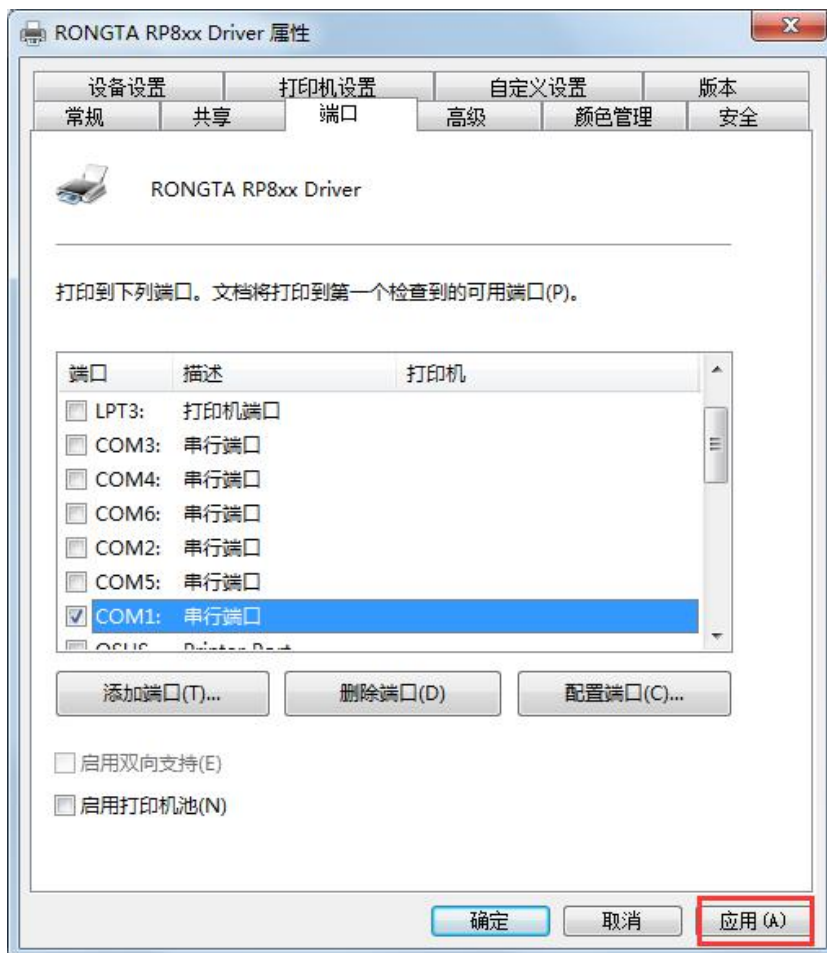 RONGTA RP8xx Driver 属性
设备设置 打印机设置 自定义设置 版本
常规 共享 端口 高级 颜色管理 安全
RONGTA RP8xx Driver
打印到下列端口。文档将打印到第一个检查到的可用端口(P)。
端口 描述 打印机
LPT3: 打印机端口
COM3: 串行端口
COM4: 串行端口
COM6: 串行端口
COM2: 串行端口
COM5: 串行端口
COM1: 串行端口
Printer Port
添加端口(T)... 删除端口(D) 配置端口(C)...
启用双向支持(E)
启用打印机池(N)
确定 取消 应用(A)